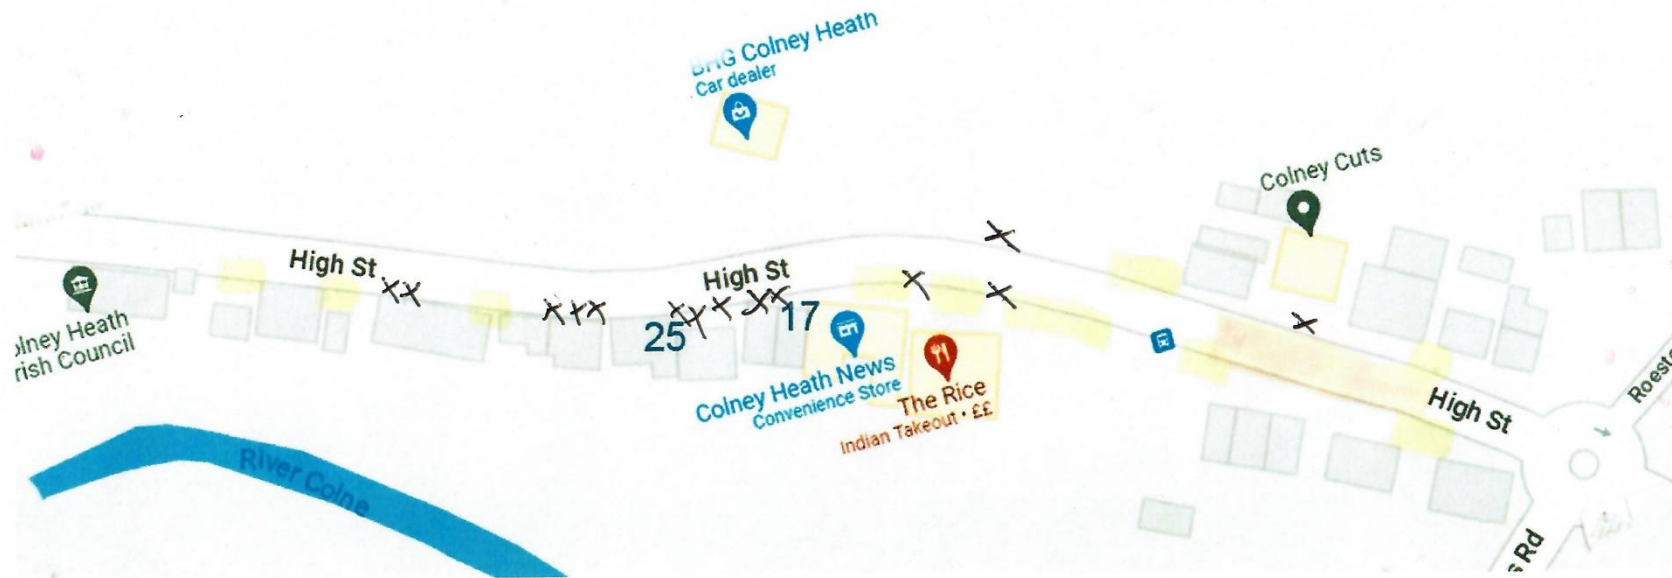 BHG Colney Heath
Car dealer
Colney Cuts
High St
High St
olney Heath
rish Council
25
17
Colney Heath News
Convenience Store
The Rice
Indian Takeout • ££
High St
Roest
River Colne
s Rd